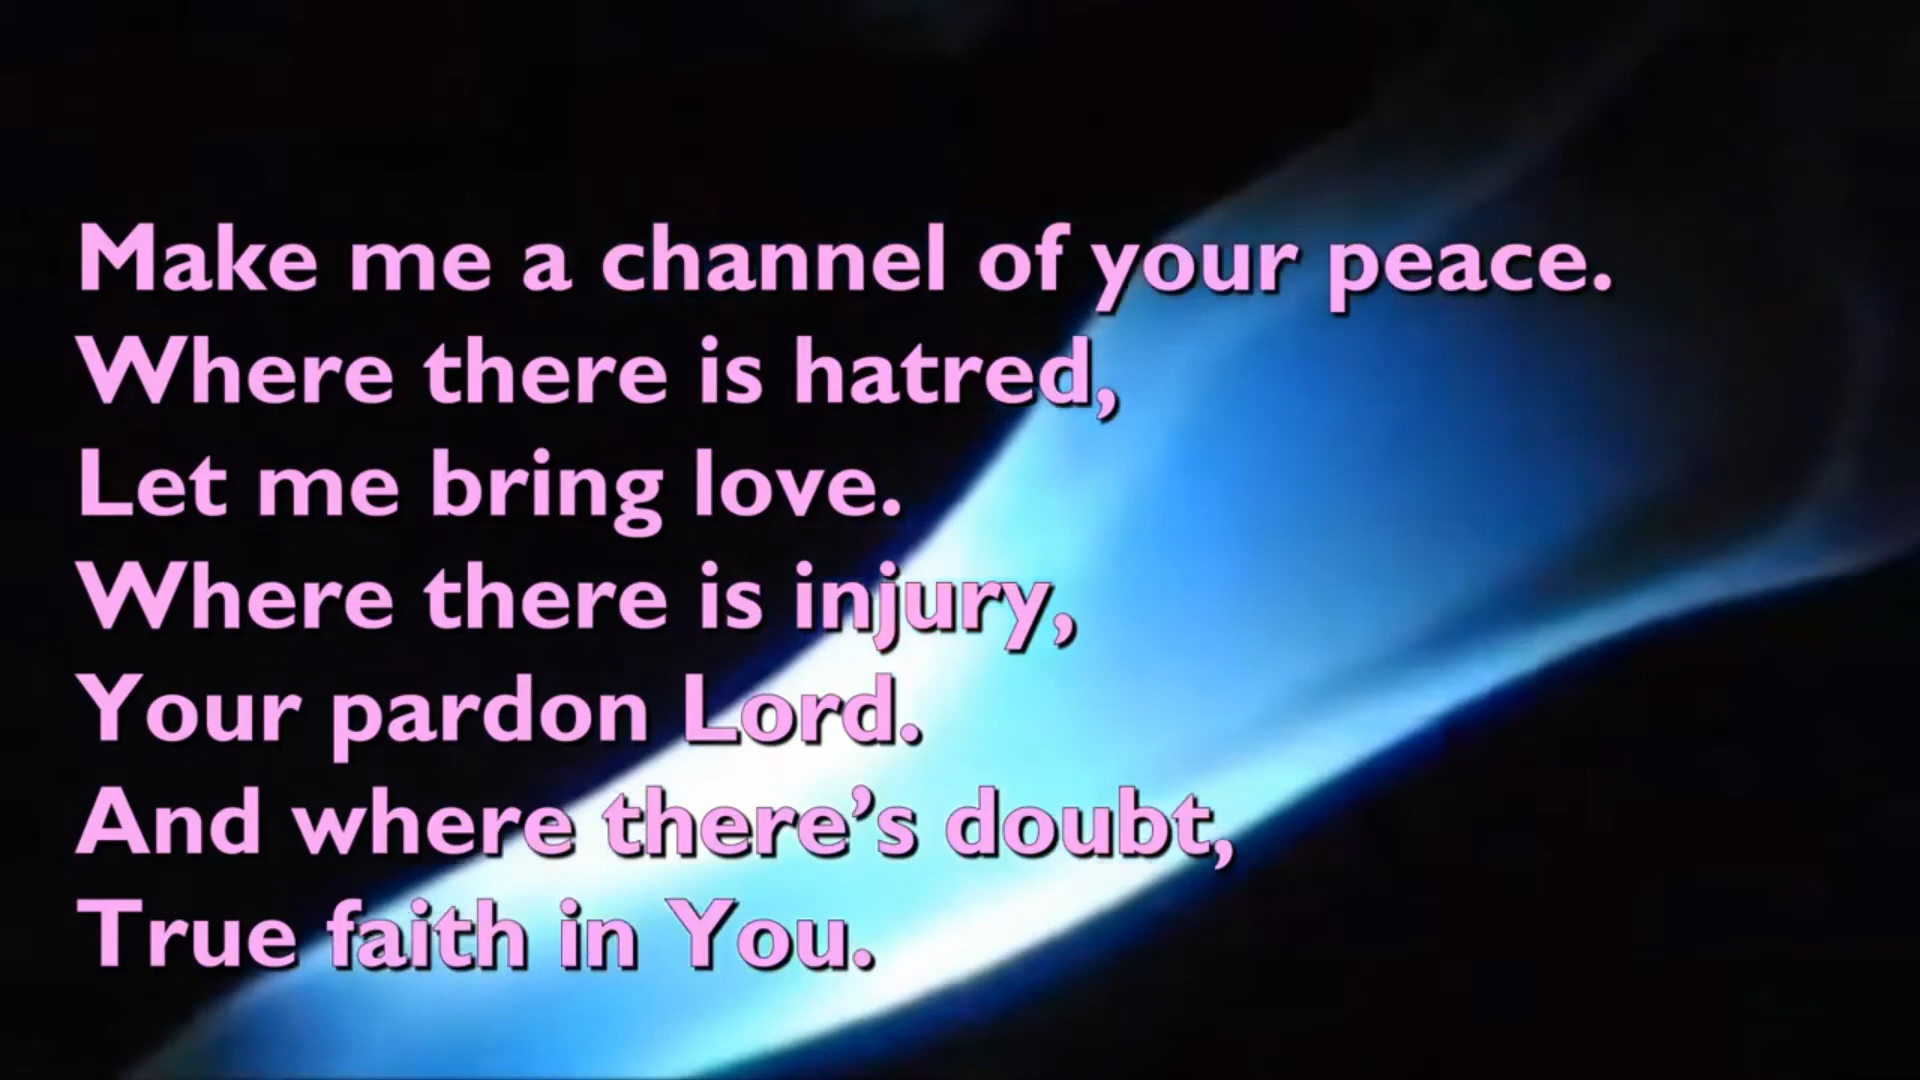 Make me a channel of your peace.
Where there is hatred,
Let me bring love.
Where there is injury,
Your pardon Lord.
And where there’s doubt,
True faith in You.